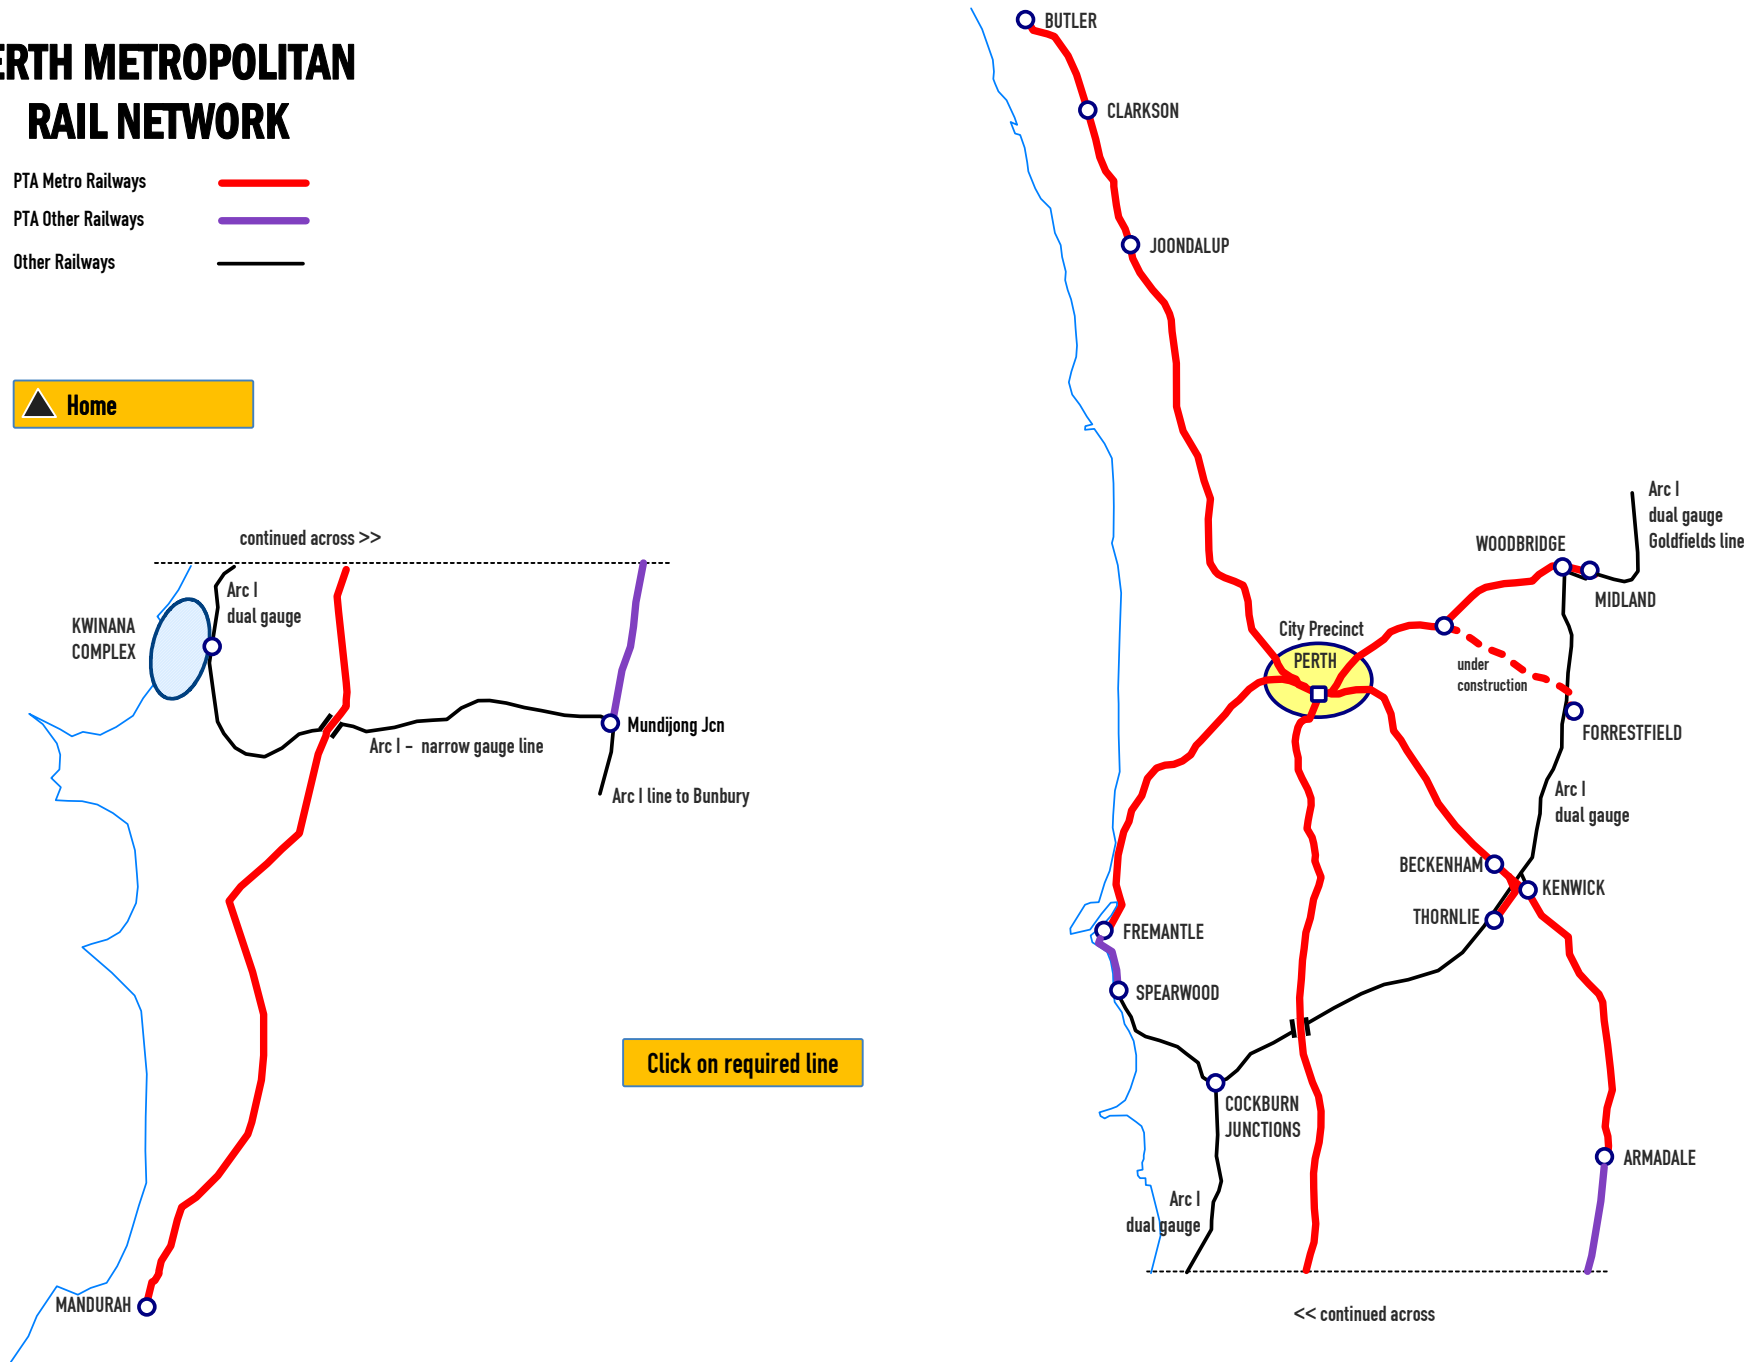 ERTH METROPOLITAN
RAIL NETWORK
PTA Metro Railways
PTA Other Railways
Other Railways
Home
continued across >>
Arc I
dual gauge
KWINANA
COMPLEX
Arc I - narrow gauge line
Mundijong Jcn
Arc I line to Bunbury
MANDURAH
Click on required line
BUTLER
CLARKSON
JOONDALUP
Arc I
dual gauge
Goldfields line
WOODBRIDGE
MIDLAND
City Precinct
PERTH
under
construction
FORRESTFIELD
Arc I
dual gauge
BECKENHAM
KENWICK
THORNLIE
FREMANTLE
SPEARWOOD
COCKBURN
JUNCTIONS
ARMADALE
Arc I
dual gauge
<< continued across